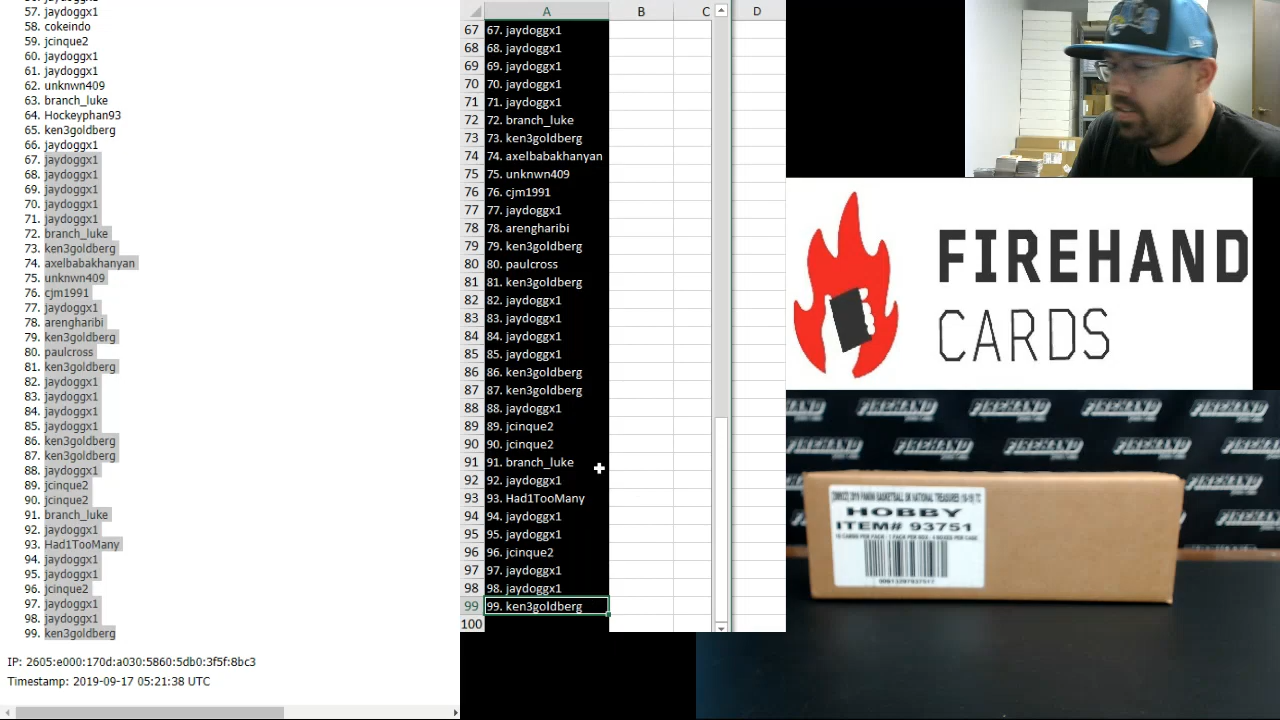 57. jaydoggx1
58. cokeindo
59. jcinque2
60. jaydoggx1
61. jaydoggx1
62. unknwn409
63. branch_luke
64. Hockeyphan93
65. ken3goldberg
66. jaydoggx1
67. jaydoggx1
68. jaydoggx1
69. jaydoggx1
70. jaydoggx1
71. jaydoggx1
72. branch_luke
73. ken3goldberg
74. axelbabakhanyan
75. unknwn409
76. cjm1991
77. jaydoggx1
78. arengharibi
79. ken3goldberg
80. paulcross
81. ken3goldberg
82. jaydoggx1
83. jaydoggx1
84. jaydoggx1
85. jaydoggx1
86. ken3goldberg
87. ken3goldberg
88. jaydoggx1
89. jcinque2
90. jcinque2
91. branch_luke
92. jaydoggx1
93. Had1TooMany
94. jaydoggx1
95. jaydoggx1
96. jcinque2
97. jaydoggx1
98. jaydoggx1
99. ken3goldberg
IP: 2605:e000:170d:a030:5860:5db0:3f5f:8bc3
Timestamp: 2019-09-17 05:21:38 UTC
A B C D
67 67. jaydoggx1
68 68. jaydoggx1
69 69. jaydoggx1
70 70. jaydoggx1
71 71. jaydoggx1
72 72. branch_luke
73 73. ken3goldberg
74 74. axelbabakhanyan
75 75. unknwn409
76 76. cjm1991
77 77. jaydoggx1
78 78. arengharibi
79 79. ken3goldberg
80 80. paulcross
81 81. ken3goldberg
82 82. jaydoggx1
83 83. jaydoggx1
84 84. jaydoggx1
85 85. jaydoggx1
86 86. ken3goldberg
87 87. ken3goldberg
88 88. jaydoggx1
89 89. jcinque2
90 90. jcinque2
91 91. branch_luke
92 92. jaydoggx1
93 93. Had1TooMany
94 94. jaydoggx1
95 95. jaydoggx1
96 96. jcinque2
97 97. jaydoggx1
98 98. jaydoggx1
99 99. ken3goldberg
100
FIREHAND
CARDS
FIREHAND FIREHAND FIREHAND
FIREHAND FIREHAND FIREHAND
HOBBY
ITEM# 93751